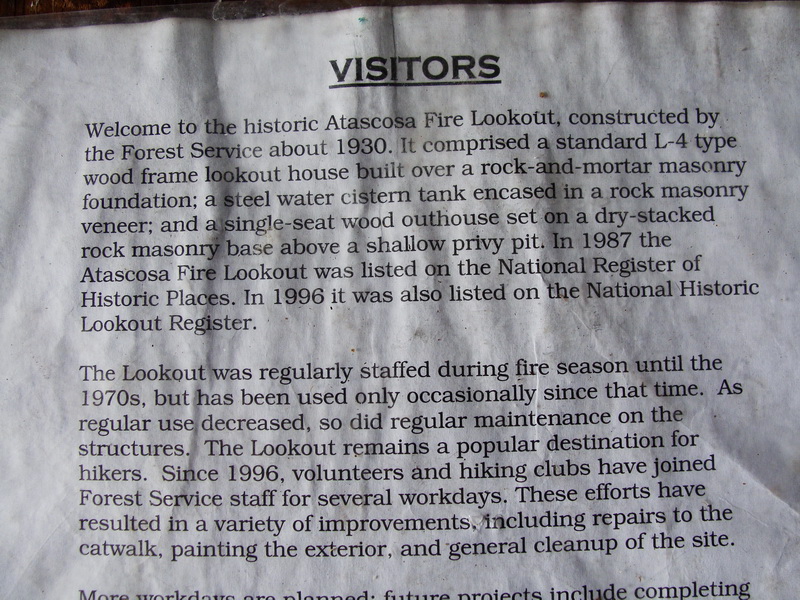 VISITORS
Welcome to the historic Atascosa Fire Lookout, constructed by
the Forest Service about 1930. It comprised a standard L-4 type
wood frame lookout house built over a rock-and-mortar masonry
foundation; a steel water cistern tank encased in a rock masonry
veneer; and a single-seat wood outhouse set on a dry-stacked
rock masonry base above a shallow privy pit. In 1987 the
Atascosa Fire Lookout was listed on the National Register of
Historic Places. In 1996 it was also listed on the National Historic
Lookout Register.
The Lookout was regularly staffed during fire season until the
1970s, but has been used only occasionally since that time. As
regular use decreased, so did regular maintenance on the
structures. The Lookout remains a popular destination for
hikers. Since 1996, volunteers and hiking clubs have joined
Forest Service staff for several workdays. These efforts have
resulted in a variety of improvements, including repairs to the
catwalk, painting the exterior, and general cleanup of the site.
More workdays are planned; future projects include completing